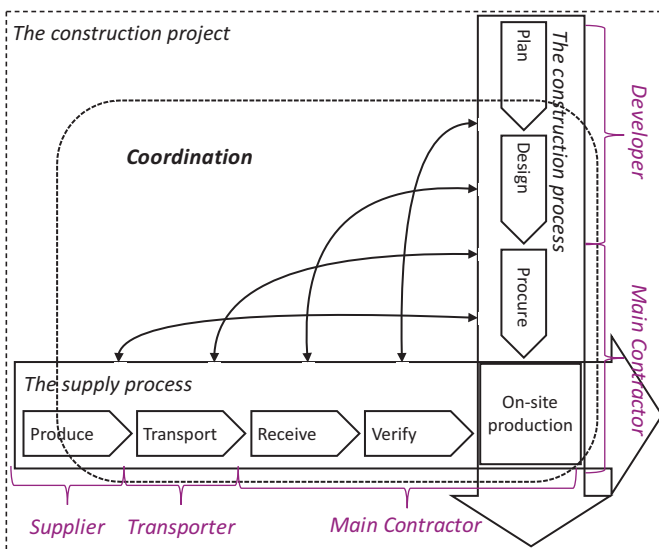 The construction project
Plan
The construction process
Developer
Coordination
Design
Procure
Main Contractor
The supply process
Produce
Transport
Receive
Verify
On-site
production
Supplier
Transporter
Main Contractor